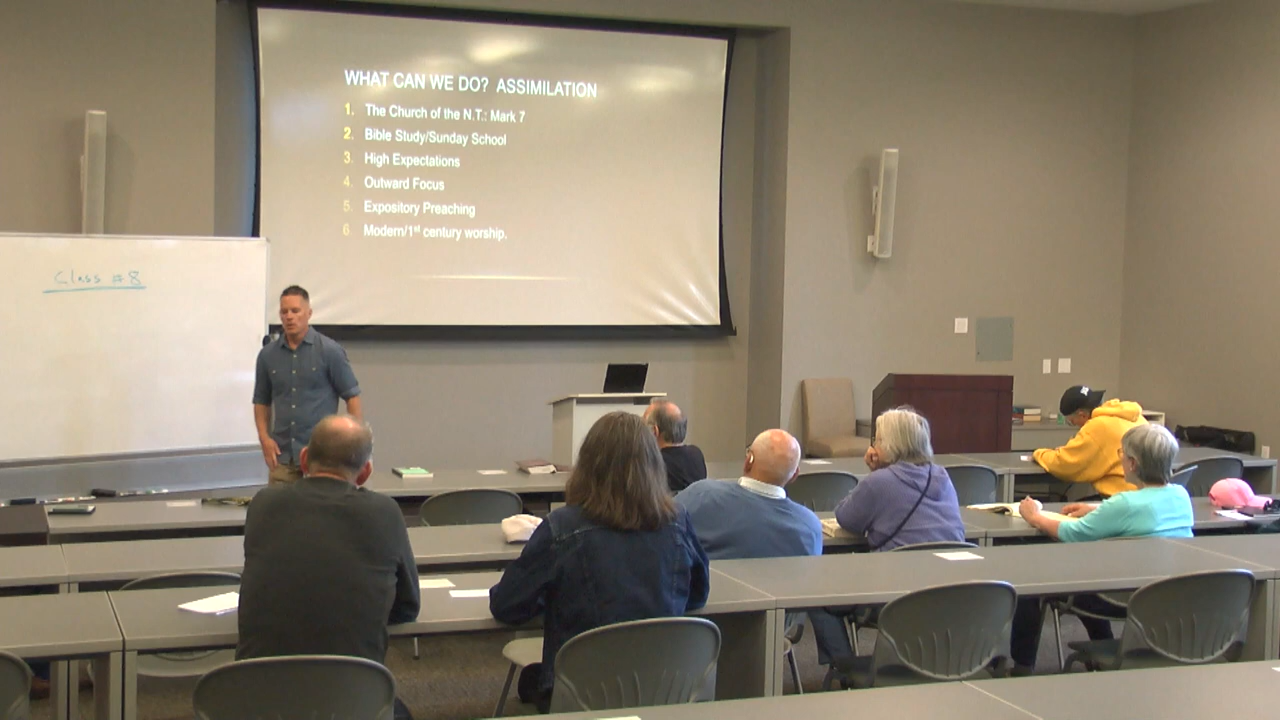 WHAT CAN WE DO? ASSIMILATION
1. The Church of the N.T.: Mark 7
2. Bible Study/Sunday School
3. High Expectations
4. Outward Focus
5. Expository Preaching
6 Modern/1st century worship.
Class #8